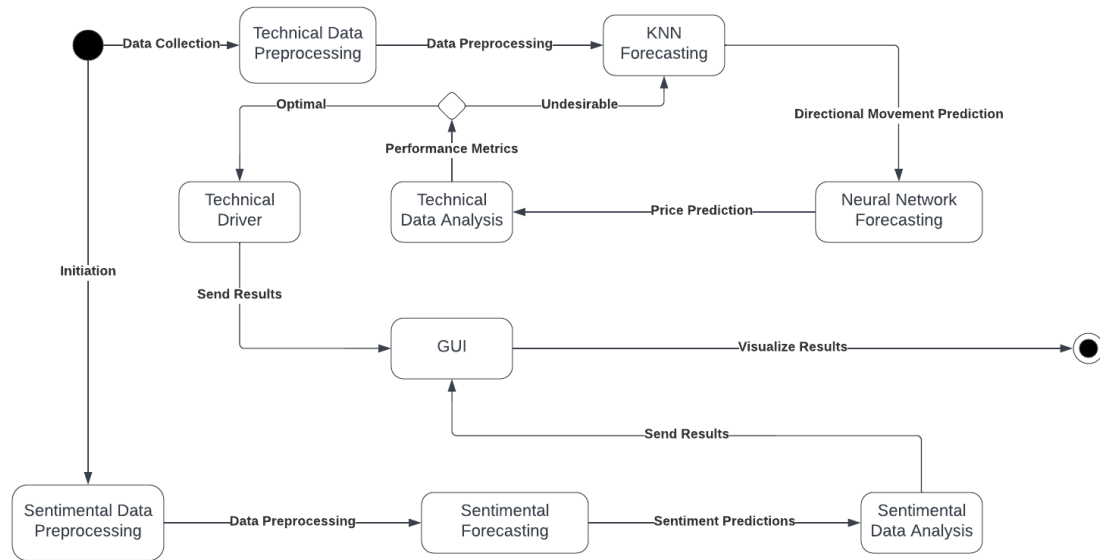 Technical Data
Preprocessing
KNN
Forecasting
Data Collection
Data Preprocessing
Optimal
Undesirable
Directional Movement Prediction
Performance Metrics
Technical
Driver
Technical
Data Analysis
Price Prediction
Neural Network
Forecasting
Initiation
Send Results
GUI
Visualize Results
Send Results
Sentimental Data
Preprocessing
Data Preprocessing
Sentimental
Forecasting
Sentiment Predictions
Sentimental
Data Analysis